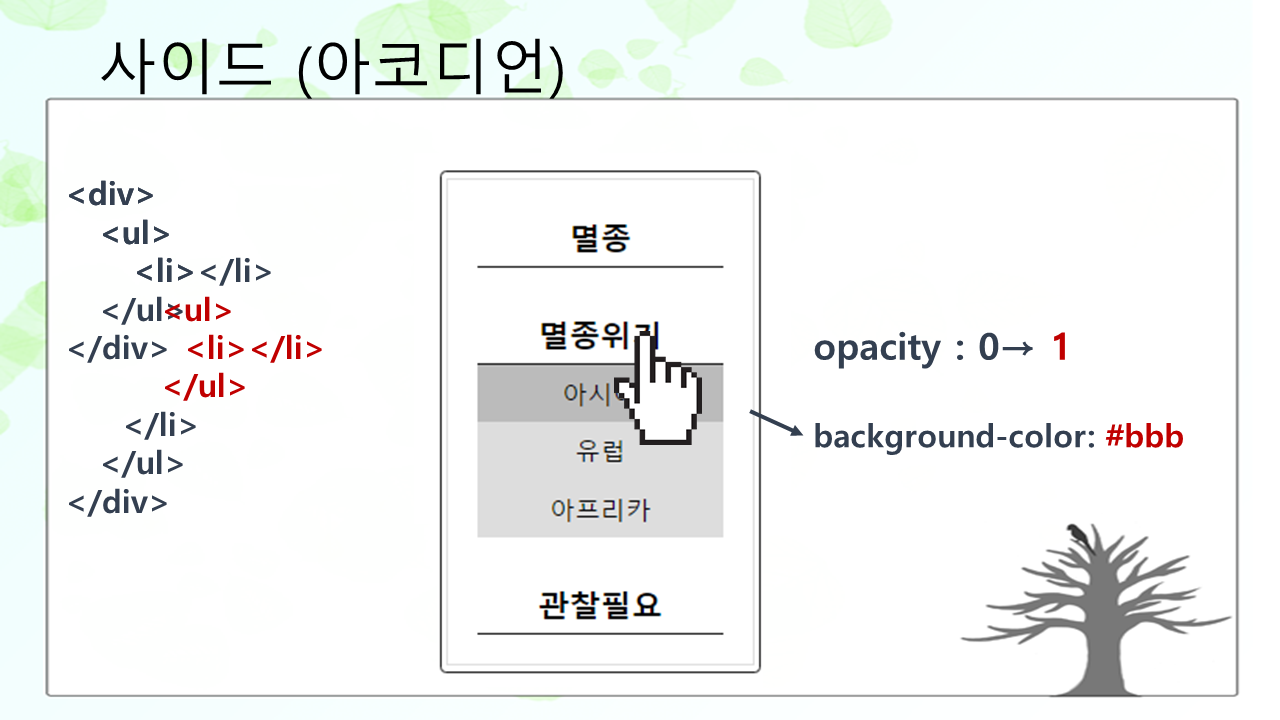 사이드 (아코디언)
<div>
<ul>
<li></li>
</ul><ul>
</div> <li></li>
</ul>
</li>
</ul>
</div>
멸종
멸종위기
아시아
유럽
아프리카
관찰필요
opacity : 0→ 1
background-color: #bbb